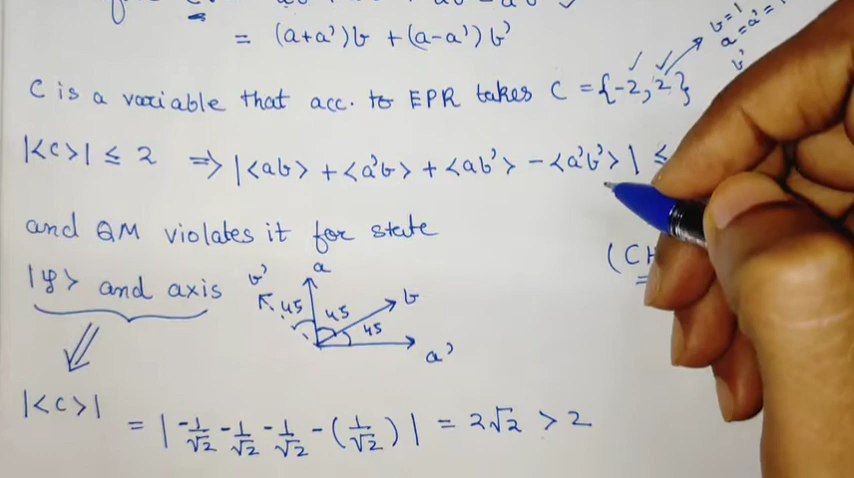 = (a+a')b + (a-a')b'
b=1
a=a'=1
b'
C is a variable that acc. to EPR takes C = {-2, 2}
|<C>| ≤ 2 ⇒ |<ab> + <a'b> + <ab'> - <a'b'>| ≤
and QM violates it for state
(CH
|ψ> and axis
b' a
45 45 b
45
a'
|<C>| = |-1/√2 - 1/√2 - 1/√2 - (1/√2)| = 2√2 > 2